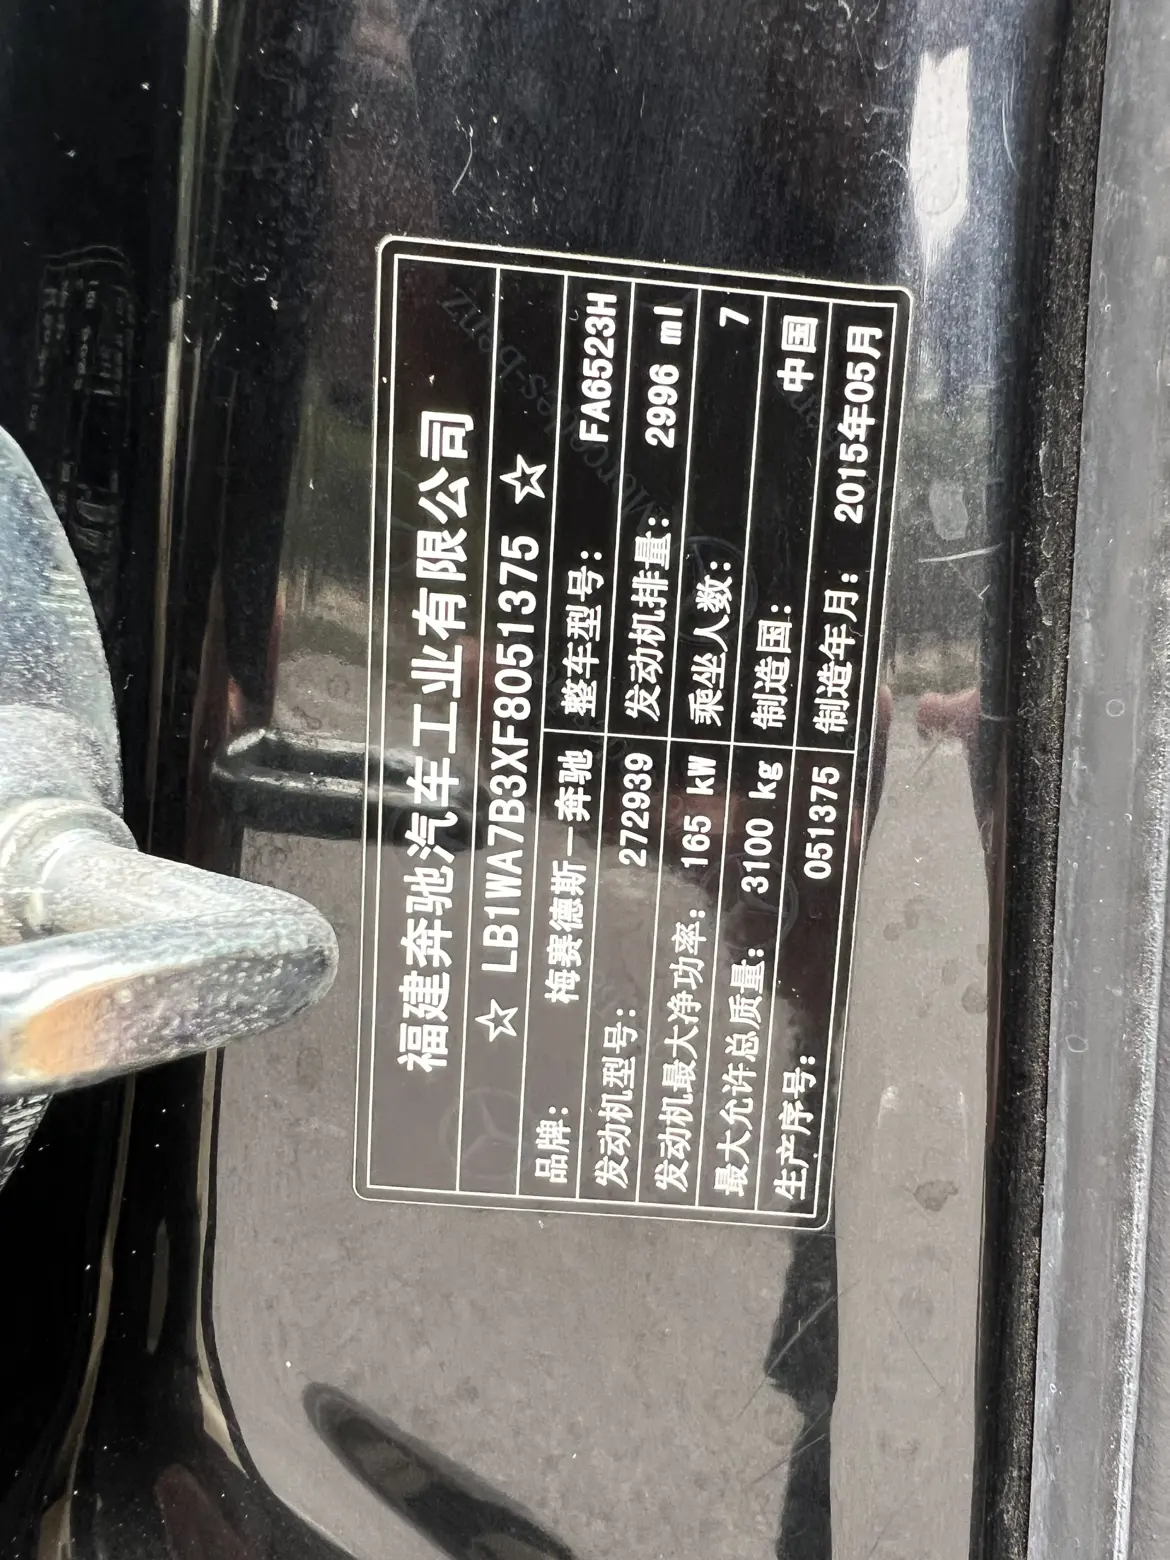 福建奔驰汽车工业有限公司
☆ LB1WA7B3XF8051375 ☆
品牌： 梅赛德斯－奔驰 整车型号： FA6523H
发动机型号： 272939 发动机排量： 2996 ml
发动机最大净功率： 165 kW 乘坐人数： 7
最大允许总质量： 3100 kg 制造国： 中国
生产序号： 051375 制造年月： 2015年05月